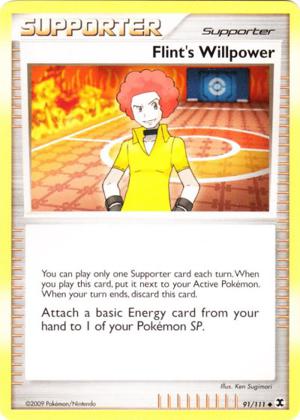 SUPPORTER
Supporter
Flint's Willpower
You can play only one Supporter card each turn. When
you play this card, put it next to your Active Pokémon.
When your turn ends, discard this card.
Attach a basic Energy card from your
hand to 1 of your Pokémon SP.
Illus. Ken Sugimori
©2009 Pokémon/Nintendo
91/111